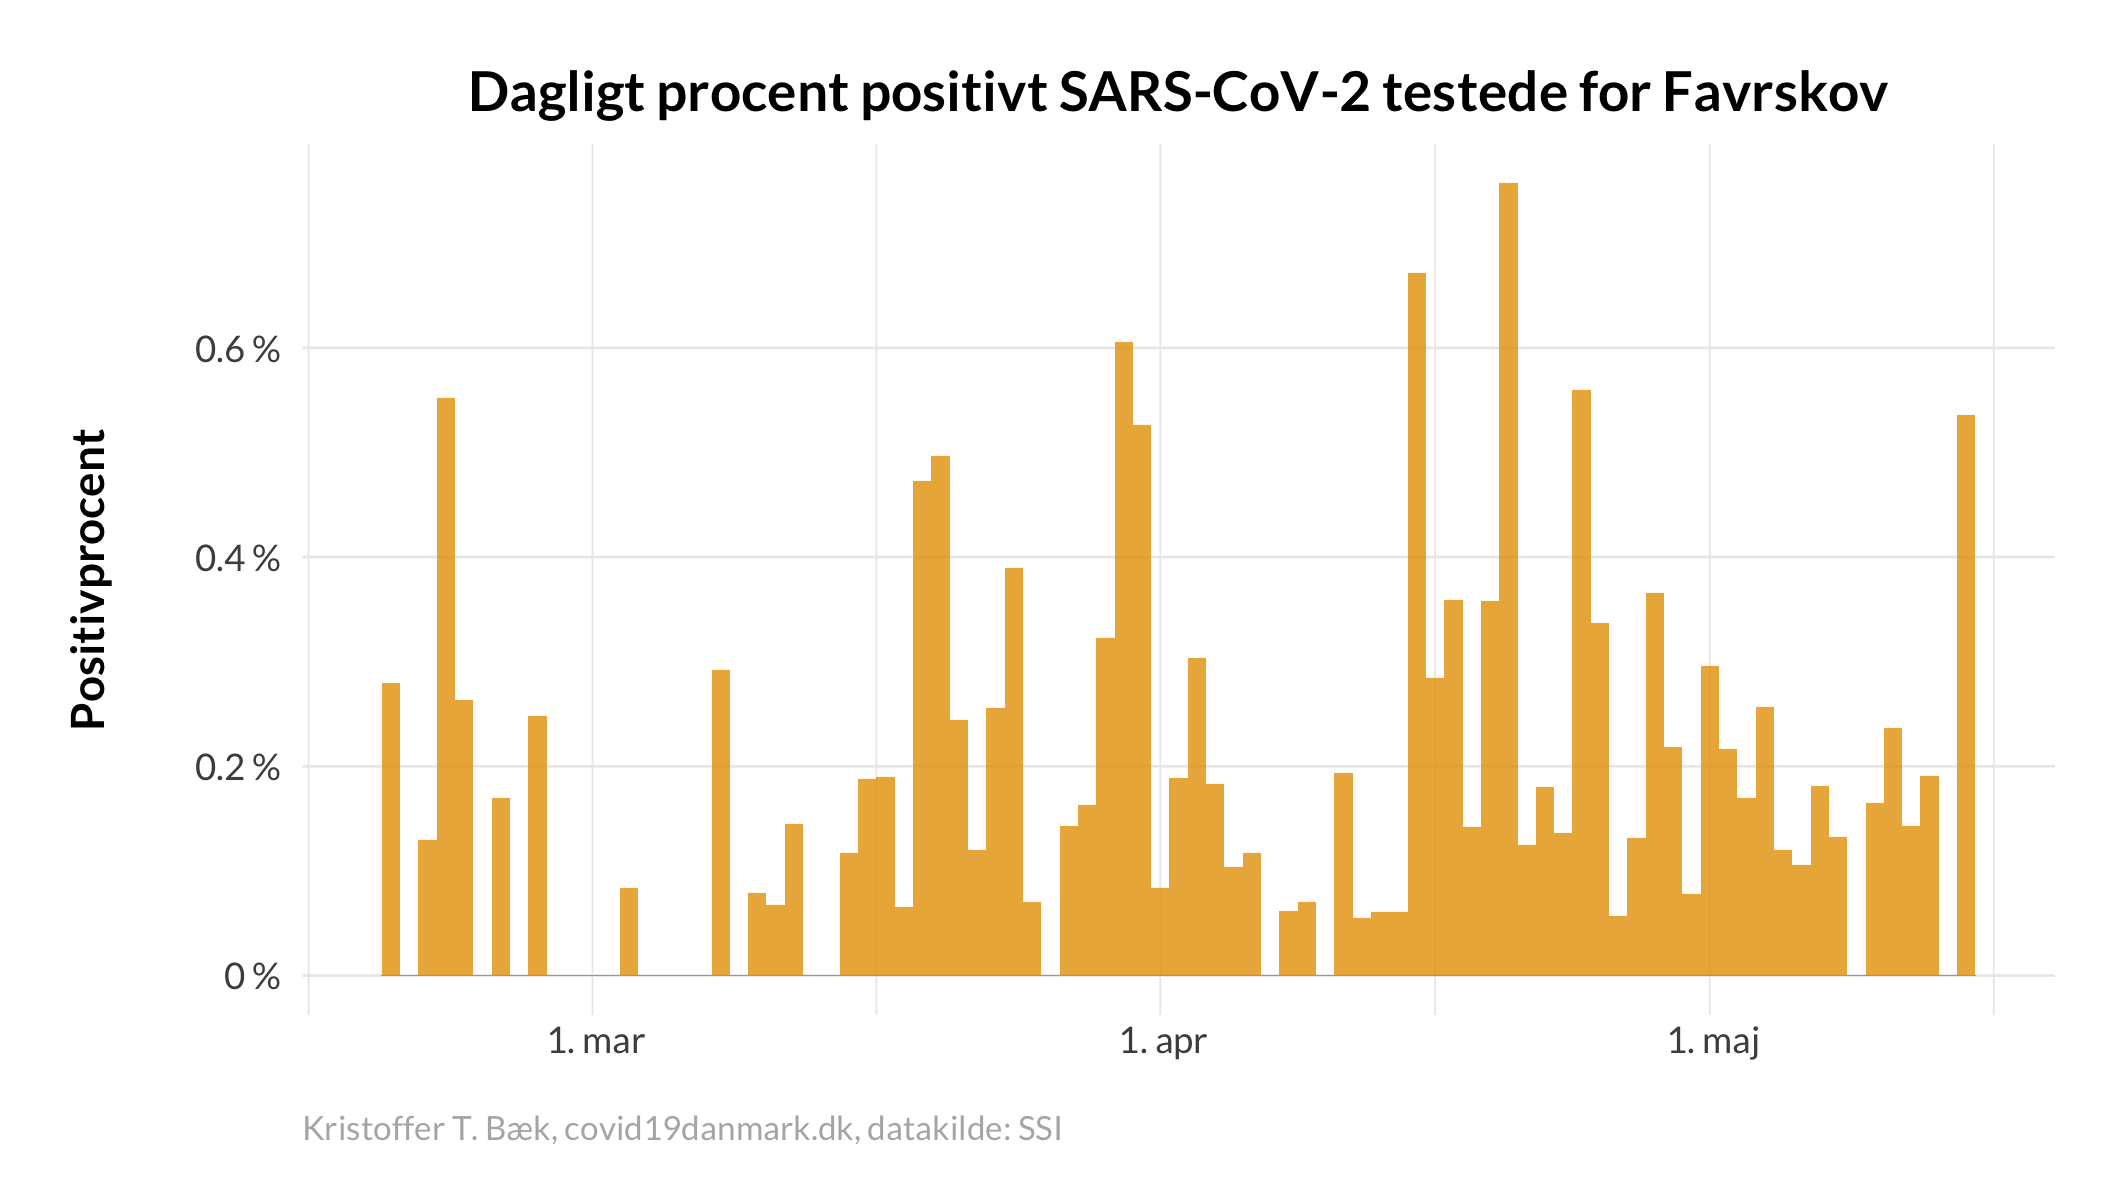 Dagligt procent positivt SARS-CoV-2 testede for Favrskov
Positivprocent
0.6 %
0.4 %
0.2 %
0 %
1. mar
1. apr
1. maj
Kristoffer T. Bæk, covid19danmark.dk, datakilde: SSI